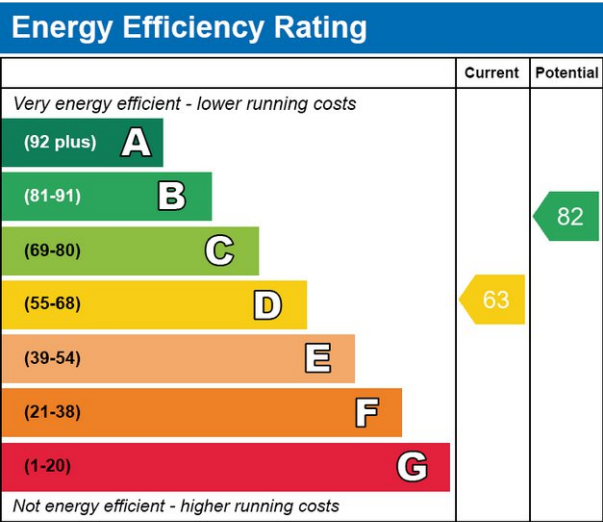 Energy Efficiency Rating
Current Potential
Very energy efficient - lower running costs
(92 plus) A
(81-91) B
82
(69-80) C
(55-68) D
63
(39-54) E
(21-38) F
(1-20) G
Not energy efficient - higher running costs